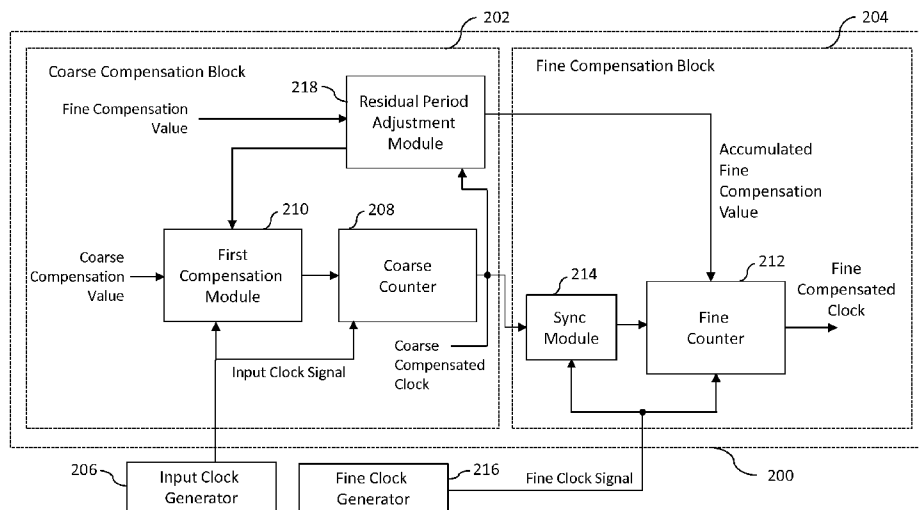 202
204
Coarse Compensation Block
Fine Compensation Block
218
Fine Compensation
Value
Residual Period
Adjustment
Module
Accumulated
Fine
Compensation
Value
210
208
Coarse
Compensation
Value
First
Compensation
Module
Coarse
Counter
214
Sync
Module
212
Fine
Counter
Fine
Compensated
Clock
Input Clock Signal
Coarse
Compensated
Clock
206
Input Clock
Generator
Fine Clock
Generator
216
Fine Clock Signal
200